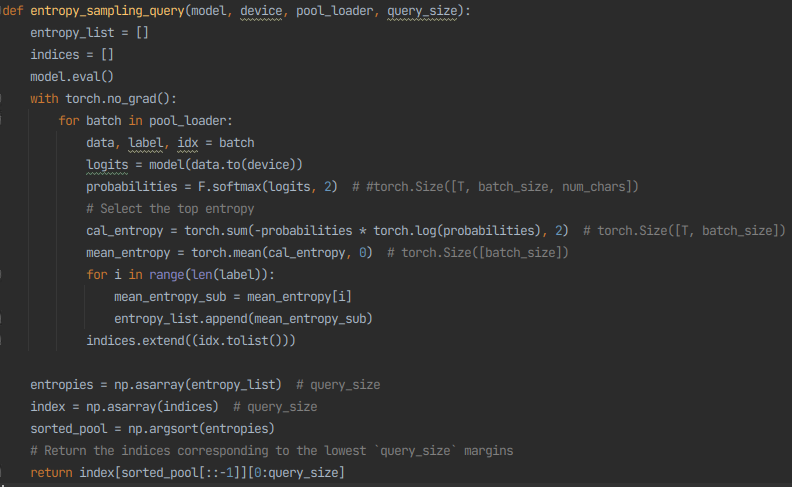 def entropy_sampling_query(model, device, pool_loader, query_size):
    entropy_list = []
    indices = []
    model.eval()
    with torch.no_grad():
        for batch in pool_loader:
            data, label, idx = batch
            logits = model(data.to(device))
            probabilities = F.softmax(logits, 2)  # #torch.Size([T, batch_size, num_chars])
            # Select the top entropy
            cal_entropy = torch.sum(-probabilities * torch.log(probabilities), 2)  # torch.Size([T, batch_size])
            mean_entropy = torch.mean(cal_entropy, 0)  # torch.Size([batch_size])
            for i in range(len(label)):
                mean_entropy_sub = mean_entropy[i]
                entropy_list.append(mean_entropy_sub)
            indices.extend((idx.tolist()))

    entropies = np.asarray(entropy_list)  # query_size
    index = np.asarray(indices)  # query_size
    sorted_pool = np.argsort(entropies)
    # Return the indices corresponding to the lowest `query_size` margins
    return index[sorted_pool[::-1]][0:query_size]